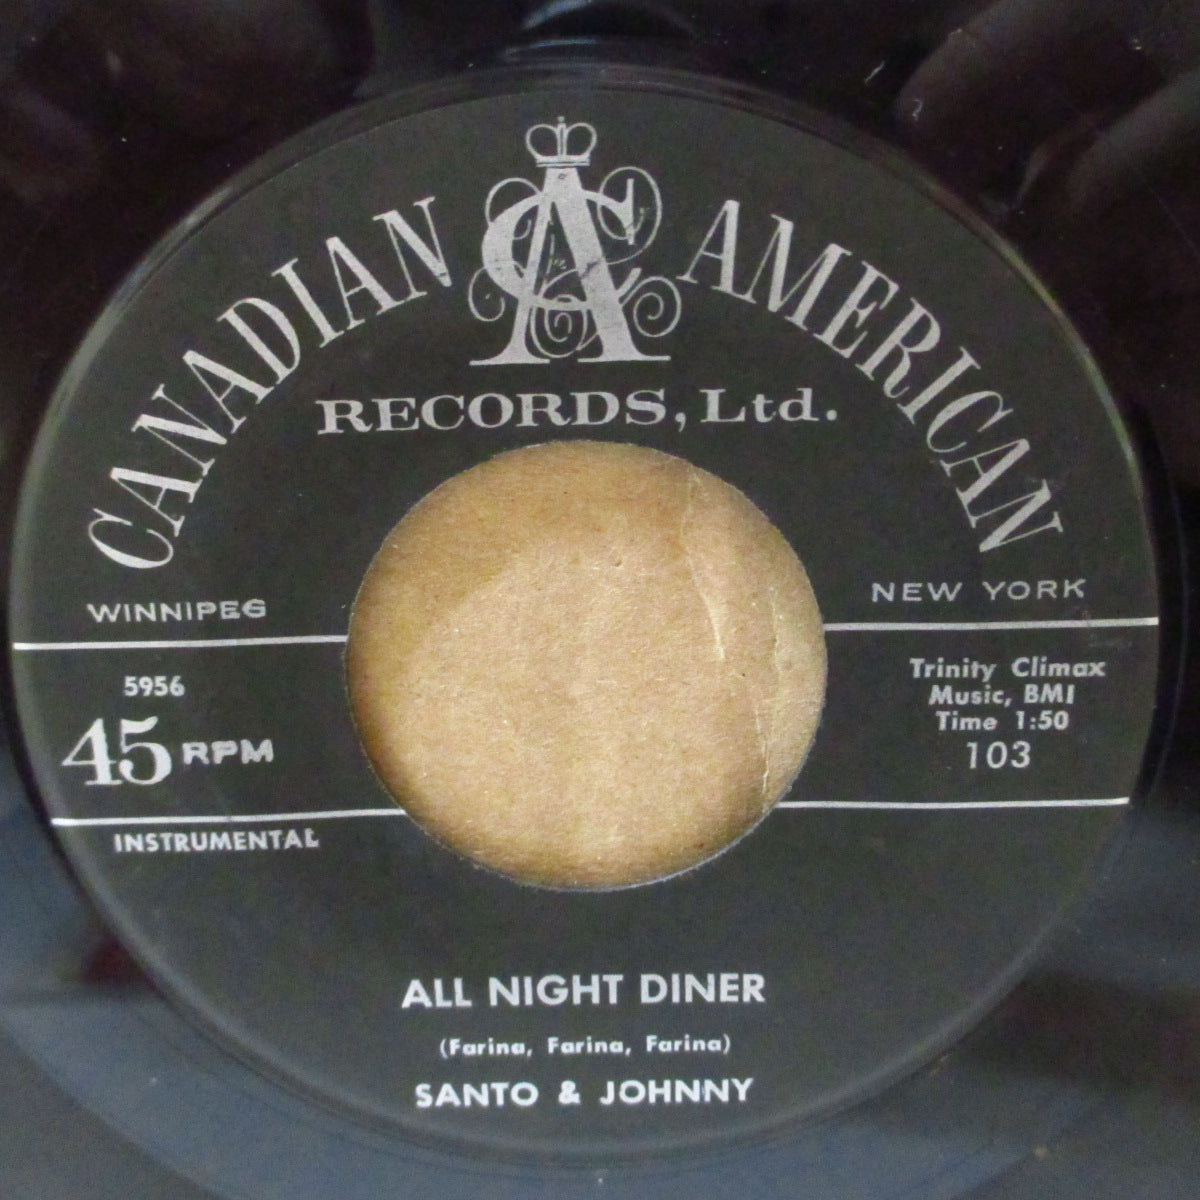 CA
CANADIAN AMERICAN
RECORDS, Ltd.
WINNIPEG
NEW YORK
5956
45 RPM
Trinity Climax
Music, BMI
Time 1:50
103
INSTRUMENTAL
ALL NIGHT DINER
(Farina, Farina, Farina)
SANTO & JOHNNY